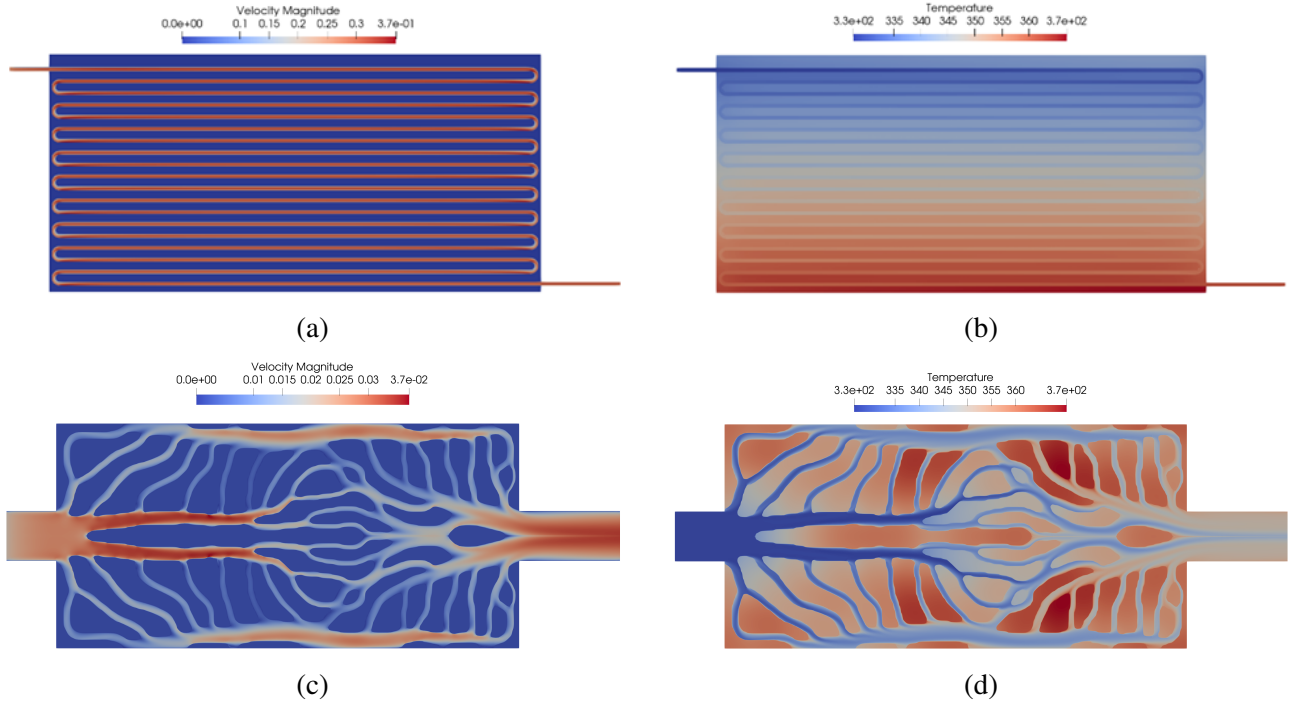 Velocity Magnitude
0.0e+00 0.1 0.15 0.2 0.25 0.3 3.7e-01
Temperature
3.3e+02 335 340 345 350 355 360 3.7e+02
(a)
(b)
Velocity Magnitude
0.0e+00 0.01 0.015 0.02 0.025 0.03 3.7e-02
Temperature
3.3e+02 335 340 345 350 355 360 3.7e+02
(c)
(d)